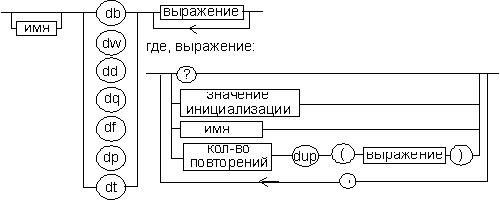 имя
db
выражение
dw
dd
dq
df
dp
dt
где, выражение:
?
значение
инициализации
имя
кол-во
повторений
dup
(
выражение
)
,